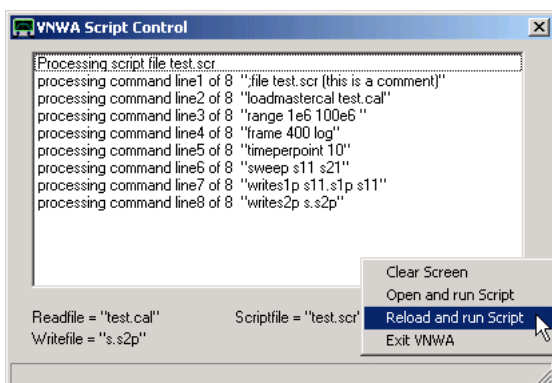 VNWA Script Control
Processing script file test.scr
processing command line1 of 8 ";file test.scr (this is a comment)"
processing command line2 of 8 "loadmastercal test.cal"
processing command line3 of 8 "range 1e6 100e6 "
processing command line4 of 8 "frame 400 log"
processing command line5 of 8 "timeperpoint 10"
processing command line6 of 8 "sweep s11 s21"
processing command line7 of 8 "writes1p s11.s1p s11"
processing command line8 of 8 "writes2p s.s2p"
Clear Screen
Open and run Script
Readfile = "test.cal" Scriptfile = "test.scr"
Reload and run Script
Writefile = "s.s2p"
Exit VNWA